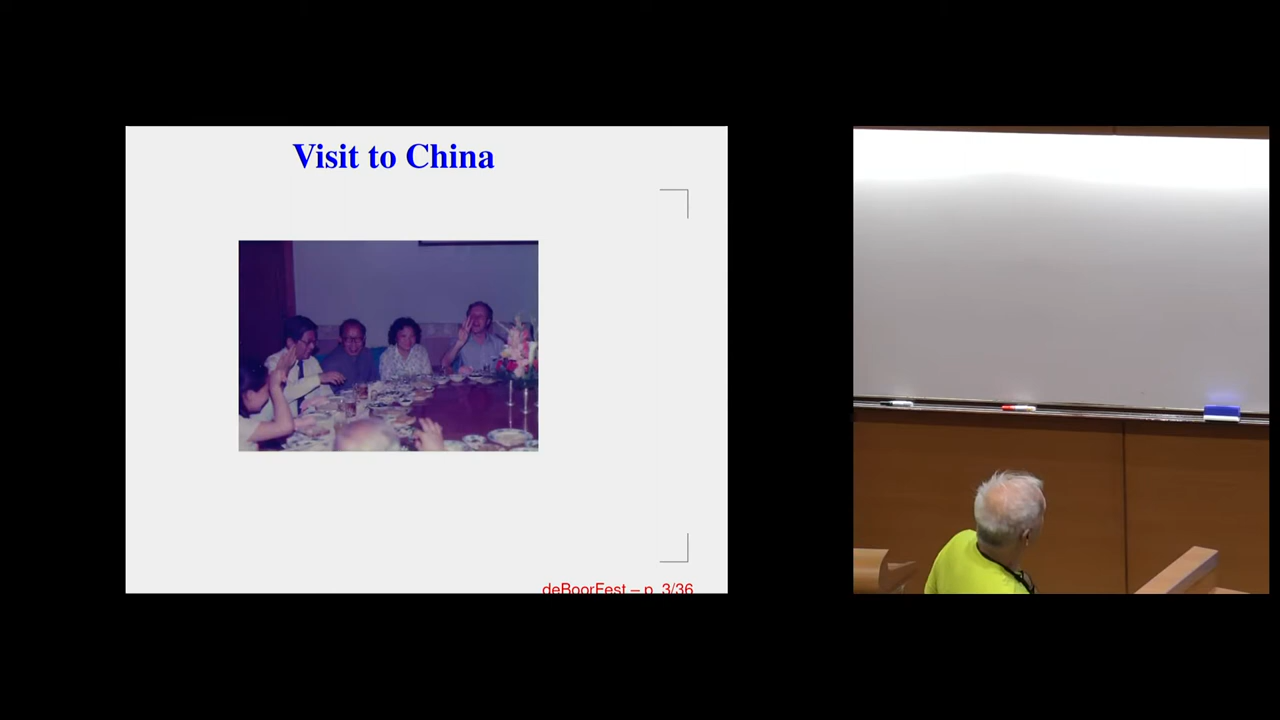 Visit to China
deBoorFest – p. 3/36